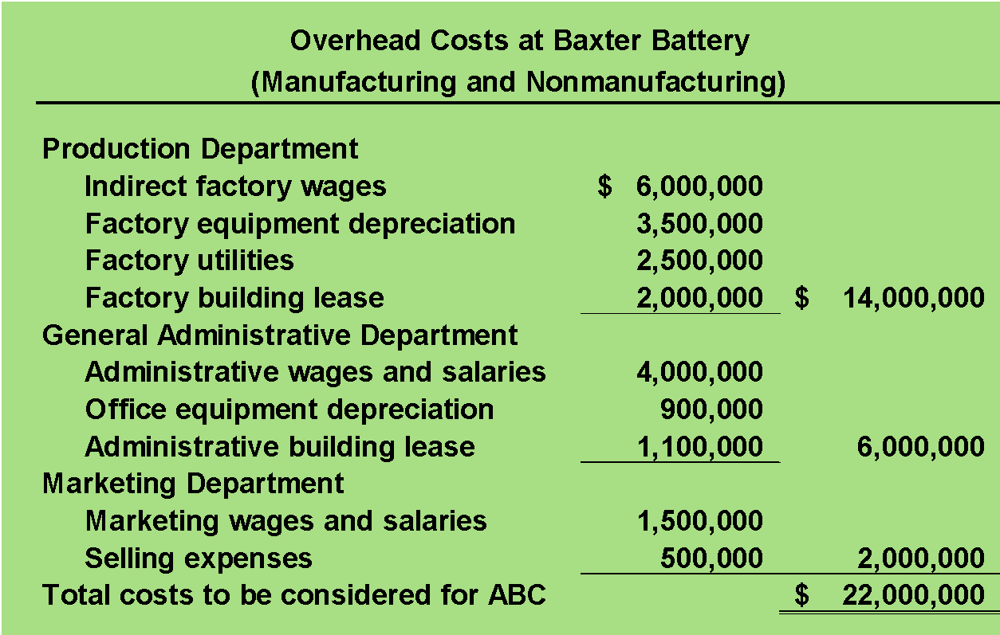 Overhead Costs at Baxter Battery
(Manufacturing and Nonmanufacturing)
Production Department
Indirect factory wages $ 6,000,000
Factory equipment depreciation 3,500,000
Factory utilities 2,500,000
Factory building lease 2,000,000 $ 14,000,000
General Administrative Department
Administrative wages and salaries 4,000,000
Office equipment depreciation 900,000
Administrative building lease 1,100,000 6,000,000
Marketing Department
Marketing wages and salaries 1,500,000
Selling expenses 500,000 2,000,000
Total costs to be considered for ABC $ 22,000,000